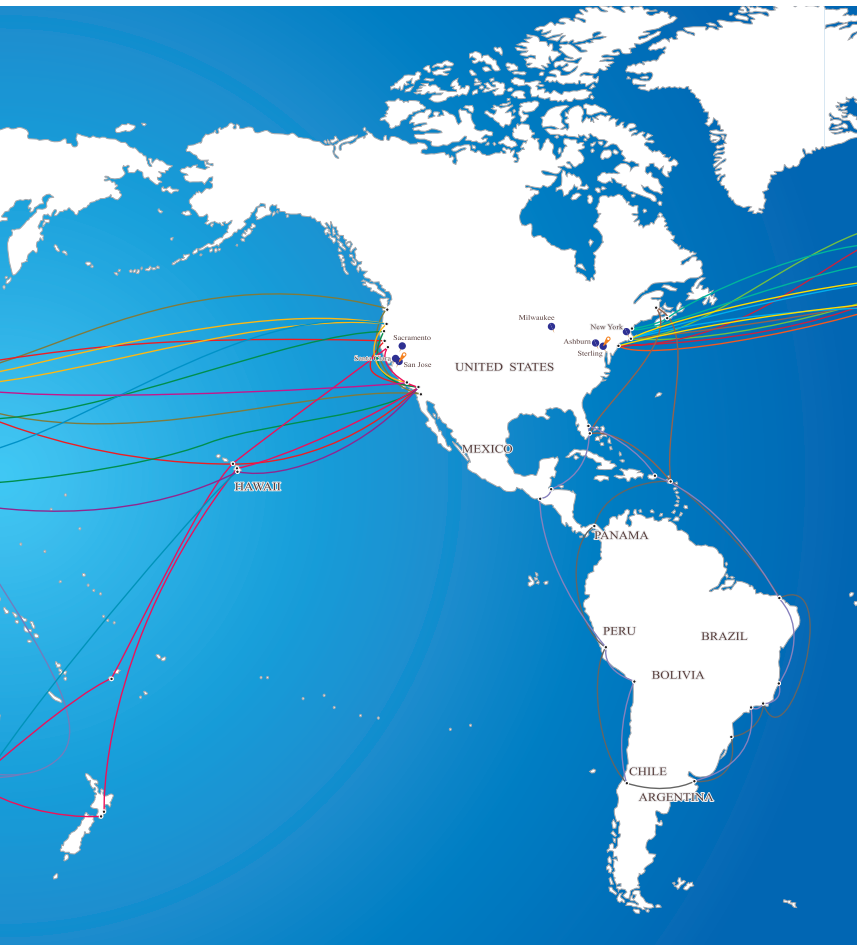 Milwaukee
New York
Sacramento
Ashburn
Sterling
Santa Clara
San Jose
UNITED STATES
MEXICO
HAWAII
PANAMA
PERU
BRAZIL
BOLIVIA
CHILE
ARGENTINA